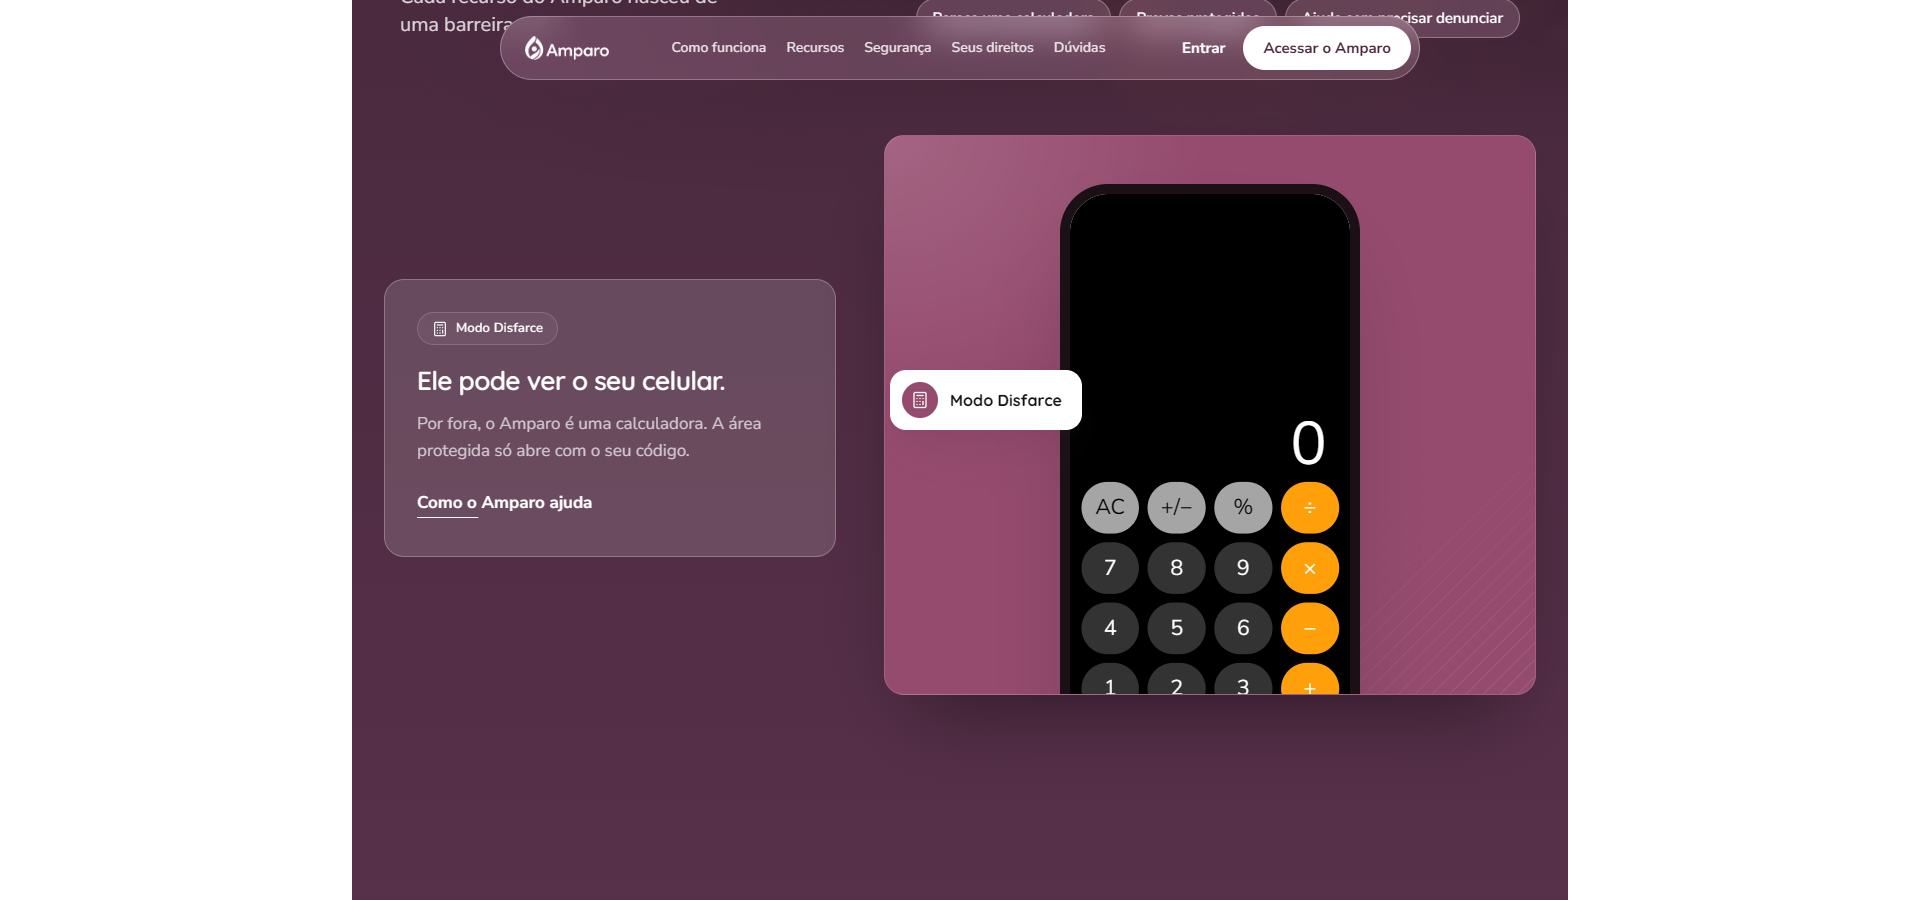 uma barreira
precisar denunciar
Amparo
Como funciona
Recursos
Segurança
Seus direitos
Dúvidas
Entrar
Acessar o Amparo
Modo Disfarce
Ele pode ver o seu celular.
Por fora, o Amparo é uma calculadora. A área
protegida só abre com o seu código.
Como o Amparo ajuda
Modo Disfarce
0
AC +/− % ÷
7 8 9 ×
4 5 6 −
1 2 3 +